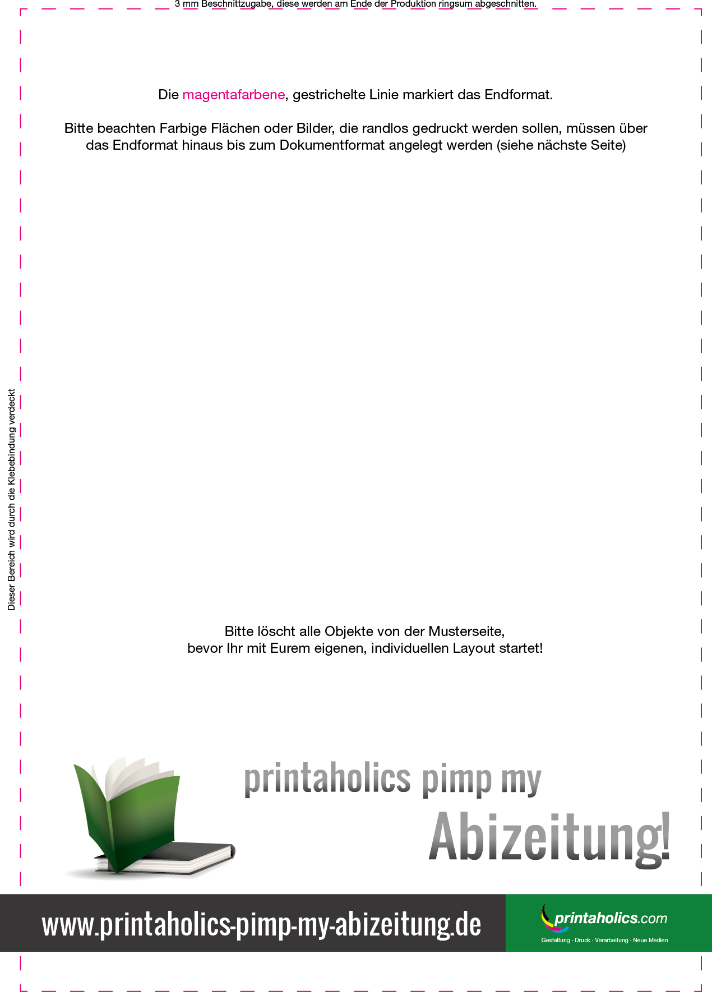 3 mm Beschnittzugabe, diese werden am Ende der Produktion ringsum abgeschnitten.
Die magentafarbene, gestrichelte Linie markiert das Endformat.
Bitte beachten Farbige Flächen oder Bilder, die randlos gedruckt werden sollen, müssen über
das Endformat hinaus bis zum Dokumentformat angelegt werden (siehe nächste Seite)
Dieser Bereich wird durch die Klebebindung verdeckt
Bitte löscht alle Objekte von der Musterseite,
bevor Ihr mit Eurem eigenen, individuellen Layout startet!
printaholics pimp my
Abizeitung!
www.printaholics-pimp-my-abizeitung.de
printaholics.com
Gestaltung · Druck · Verarbeitung · Neue Medien